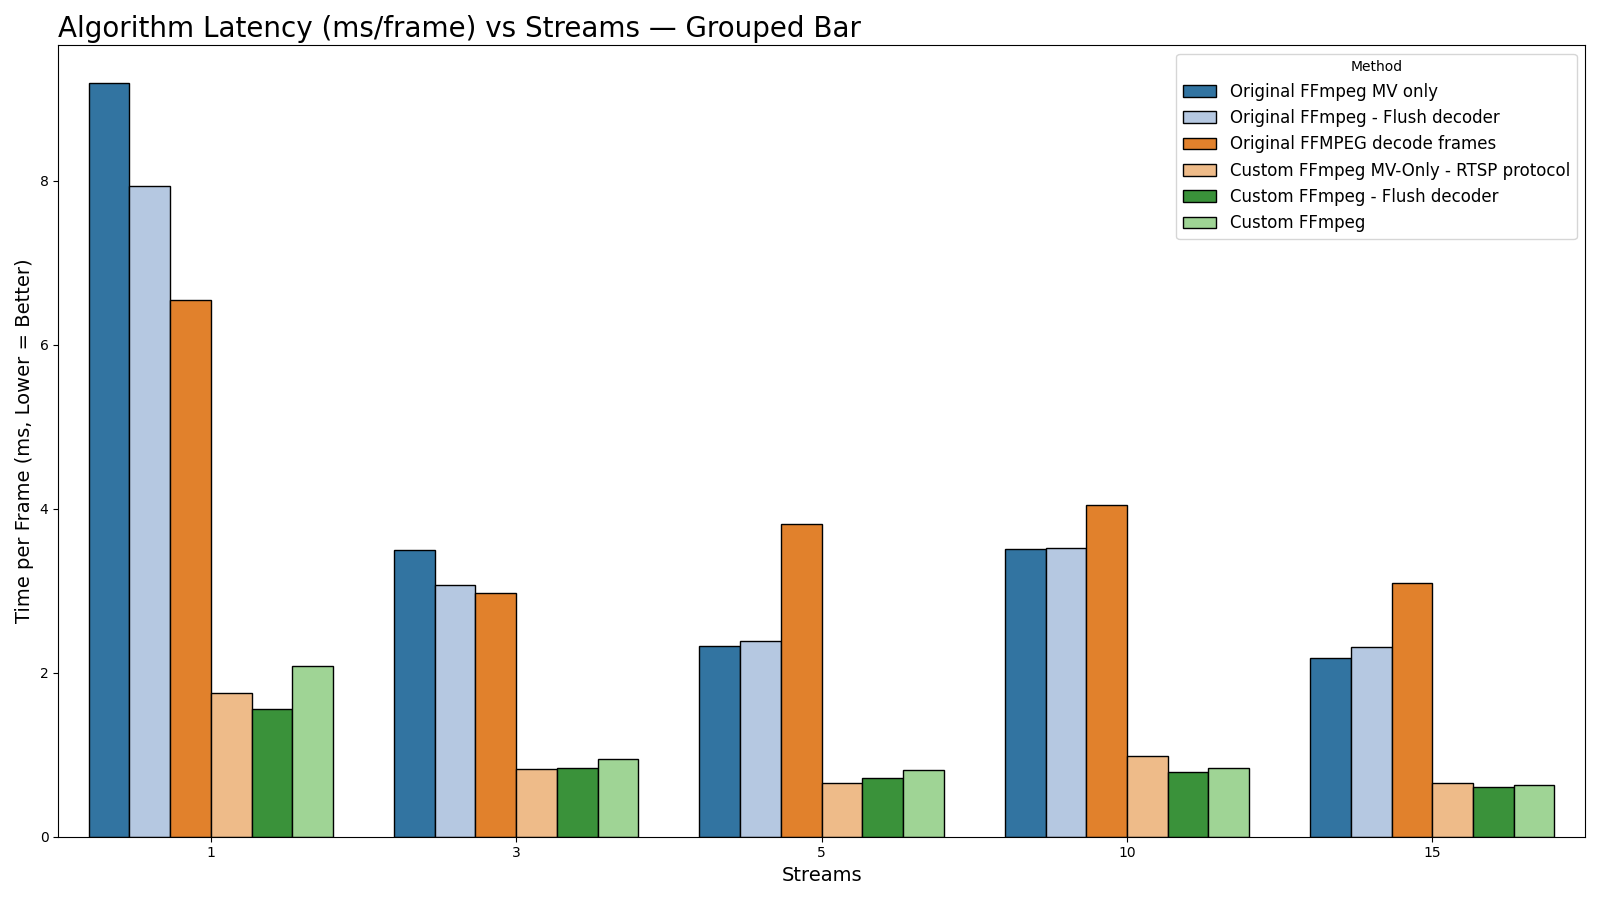 Algorithm Latency (ms/frame) vs Streams — Grouped Bar
Method
Original FFmpeg MV only
Original FFmpeg - Flush decoder
Original FFMPEG decode frames
Custom FFmpeg MV-Only - RTSP protocol
Custom FFmpeg - Flush decoder
Custom FFmpeg
Time per Frame (ms, Lower = Better)
8
6
4
2
0
1 3 5 10 15
Streams